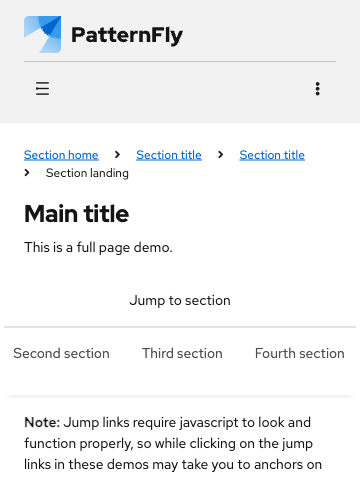 PatternFly
Section home > Section title > Section title
> Section landing
Main title
This is a full page demo.
Jump to section
Second section Third section Fourth section
Note: Jump links require javascript to look and
function properly, so while clicking on the jump
links in these demos may take you to anchors on